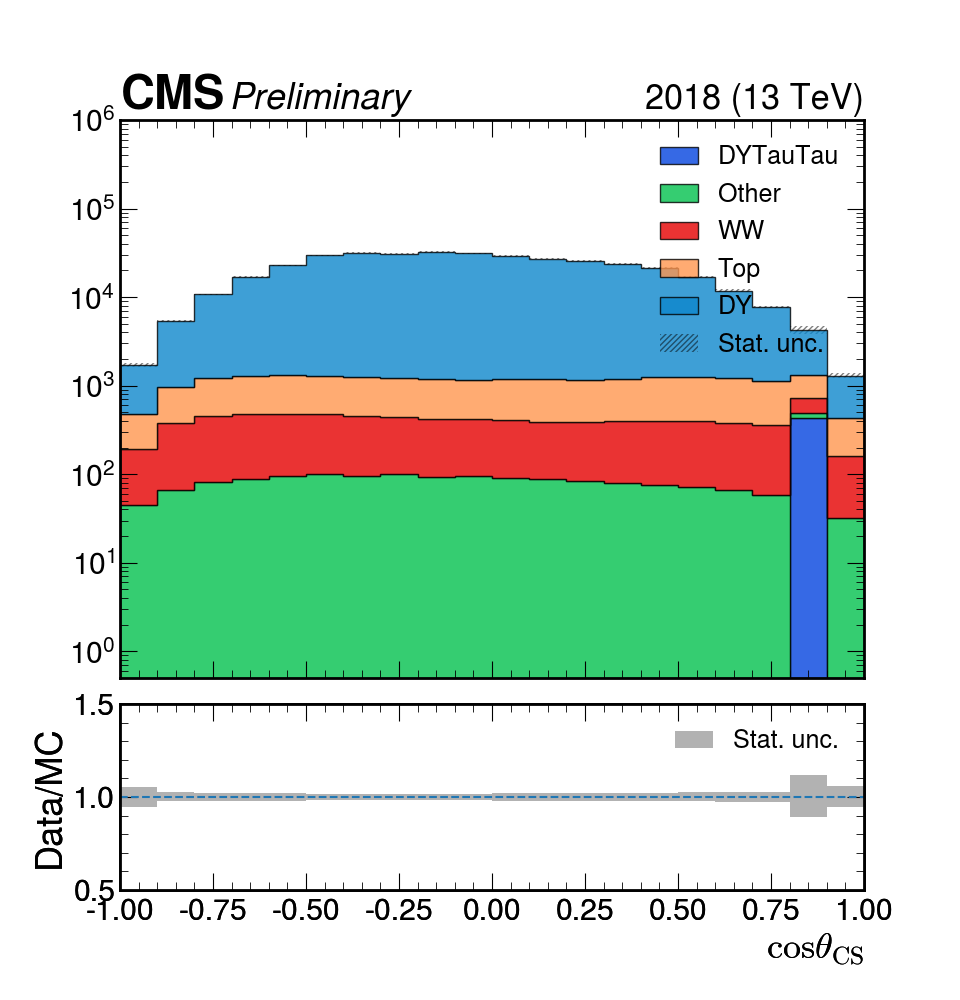 CMS Preliminary 2018 (13 TeV)
10^6
10^5
10^4
10^3
10^2
10^1
10^0
DYTauTau
Other
WW
Top
DY
Stat. unc.
1.5
1.0
0.5
Data/MC
Stat. unc.
-1.00 -0.75 -0.50 -0.25 0.00 0.25 0.50 0.75 1.00
cosθ_CS